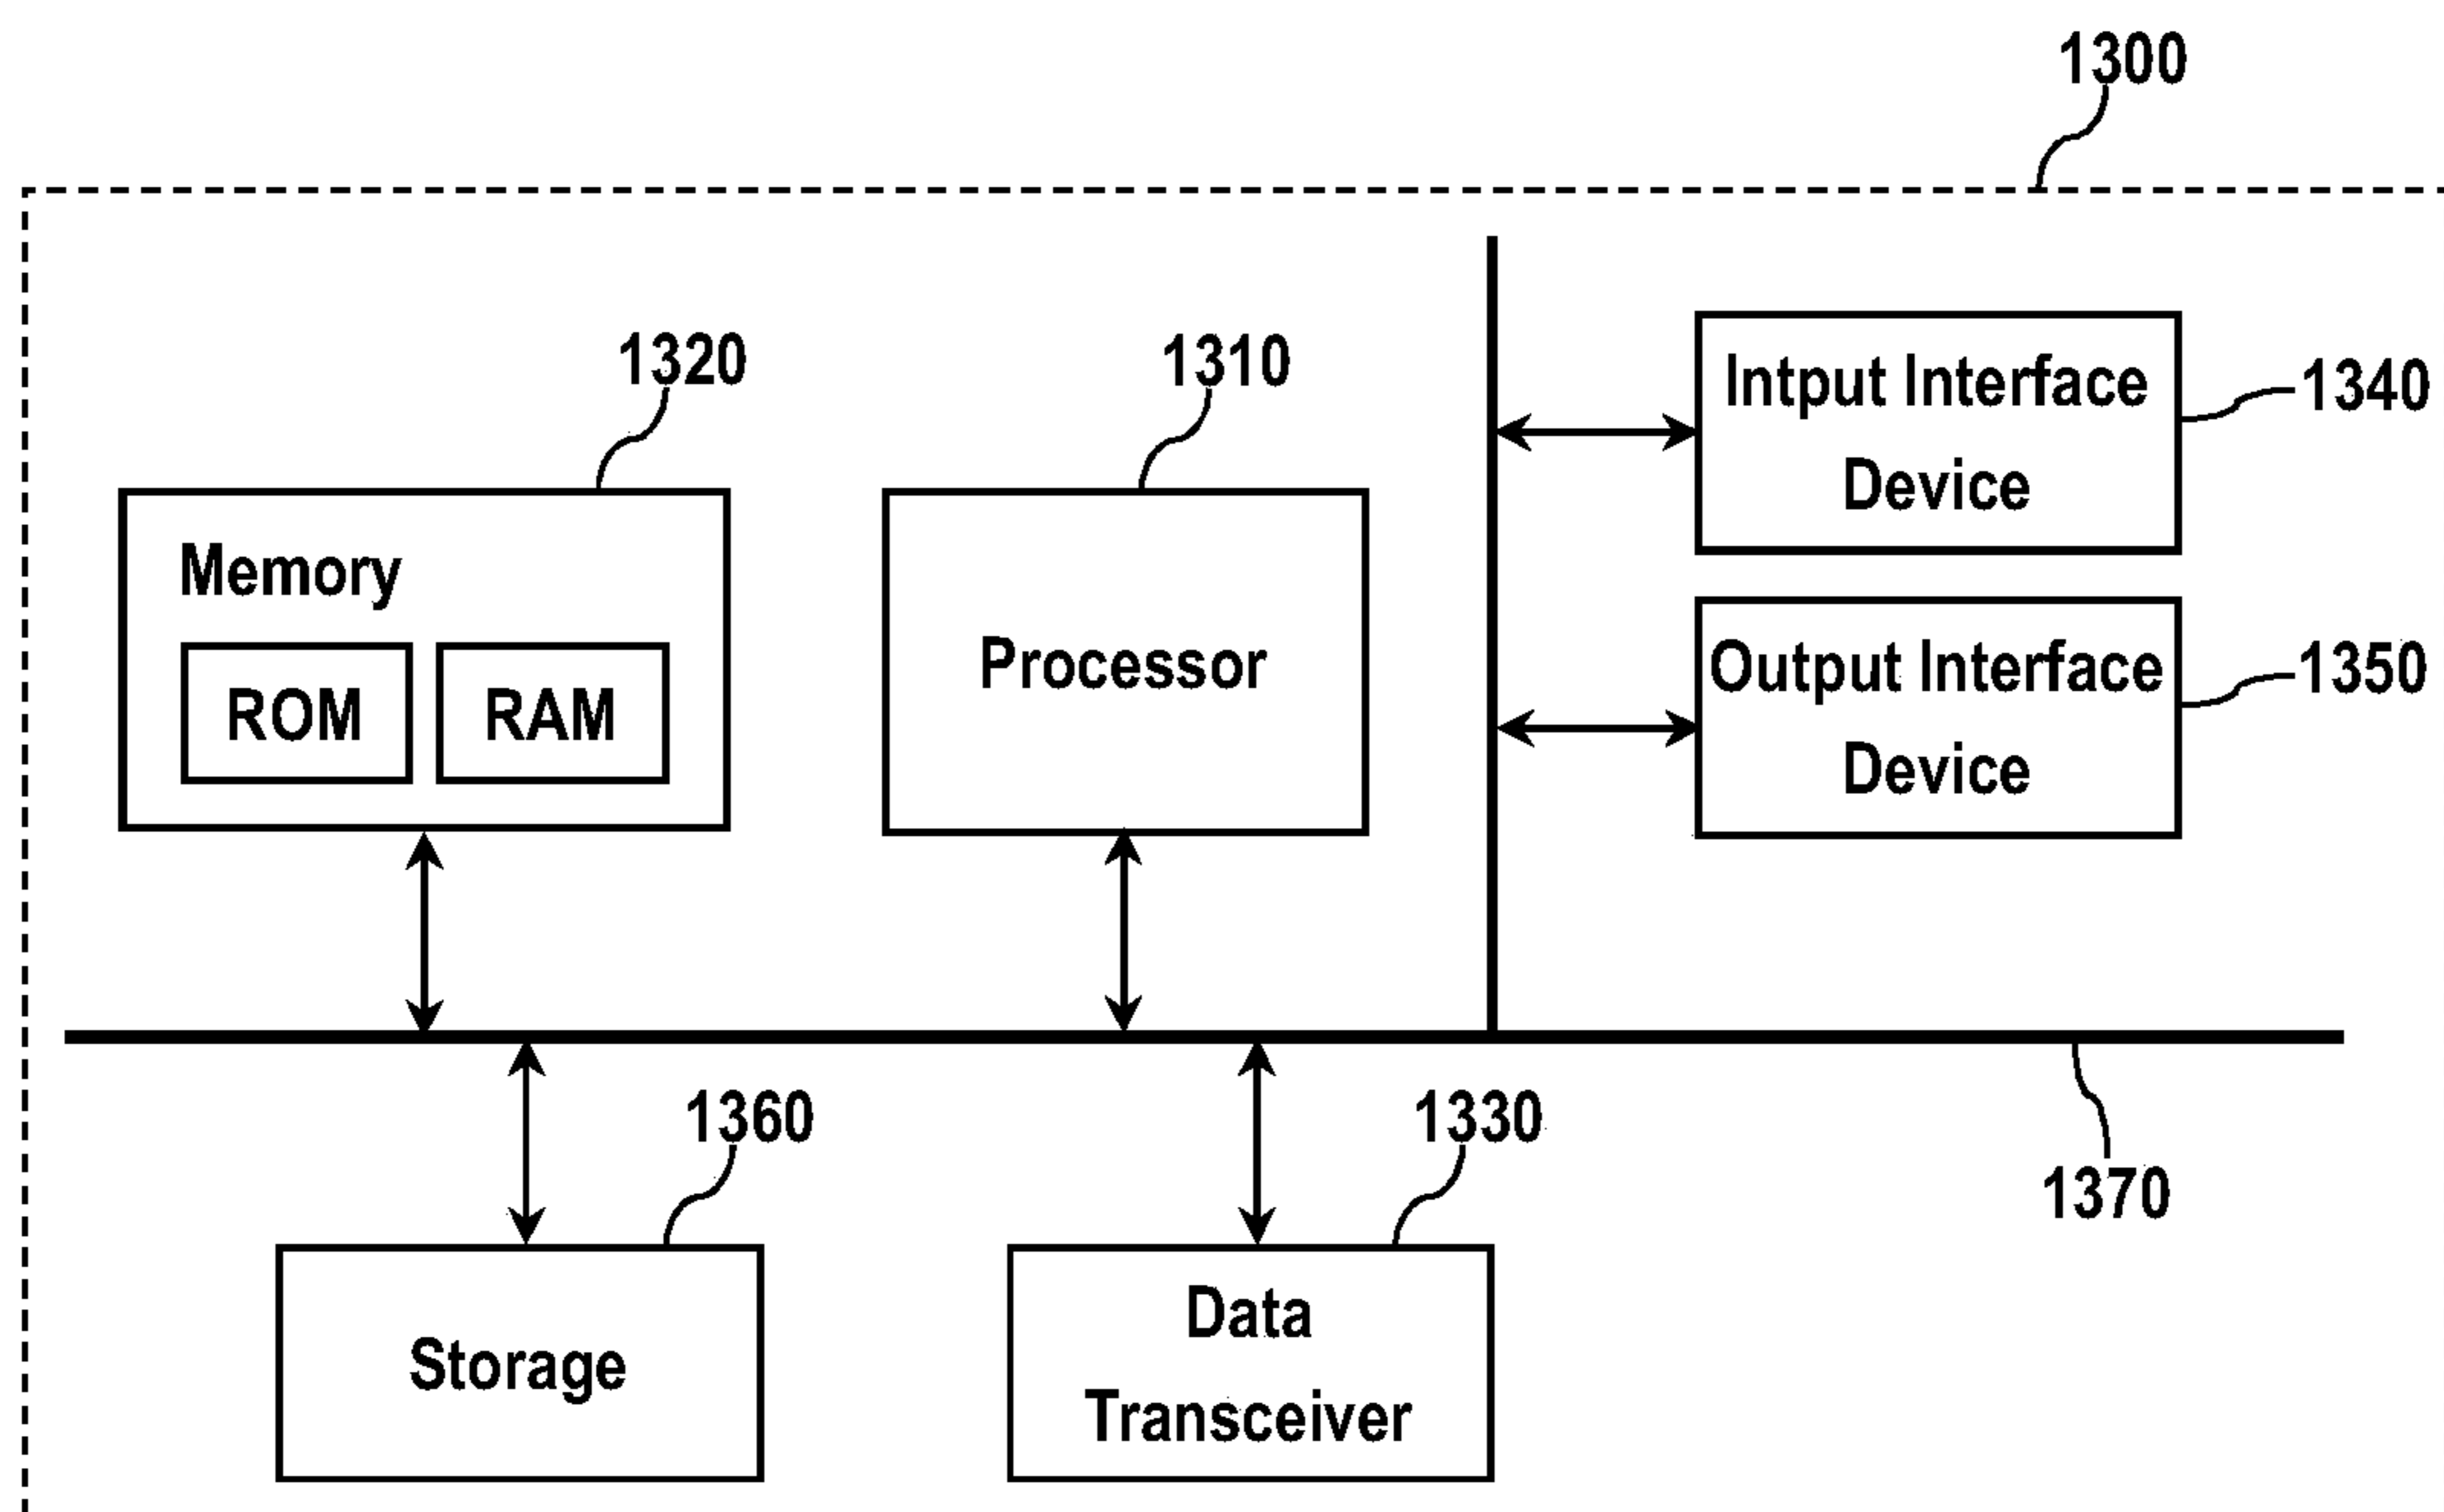 1300
1320
1310
Intput Interface
Device
1340
Memory
ROM
RAM
Processor
Output Interface
Device
1350
1360
1330
1370
Storage
Data
Transceiver